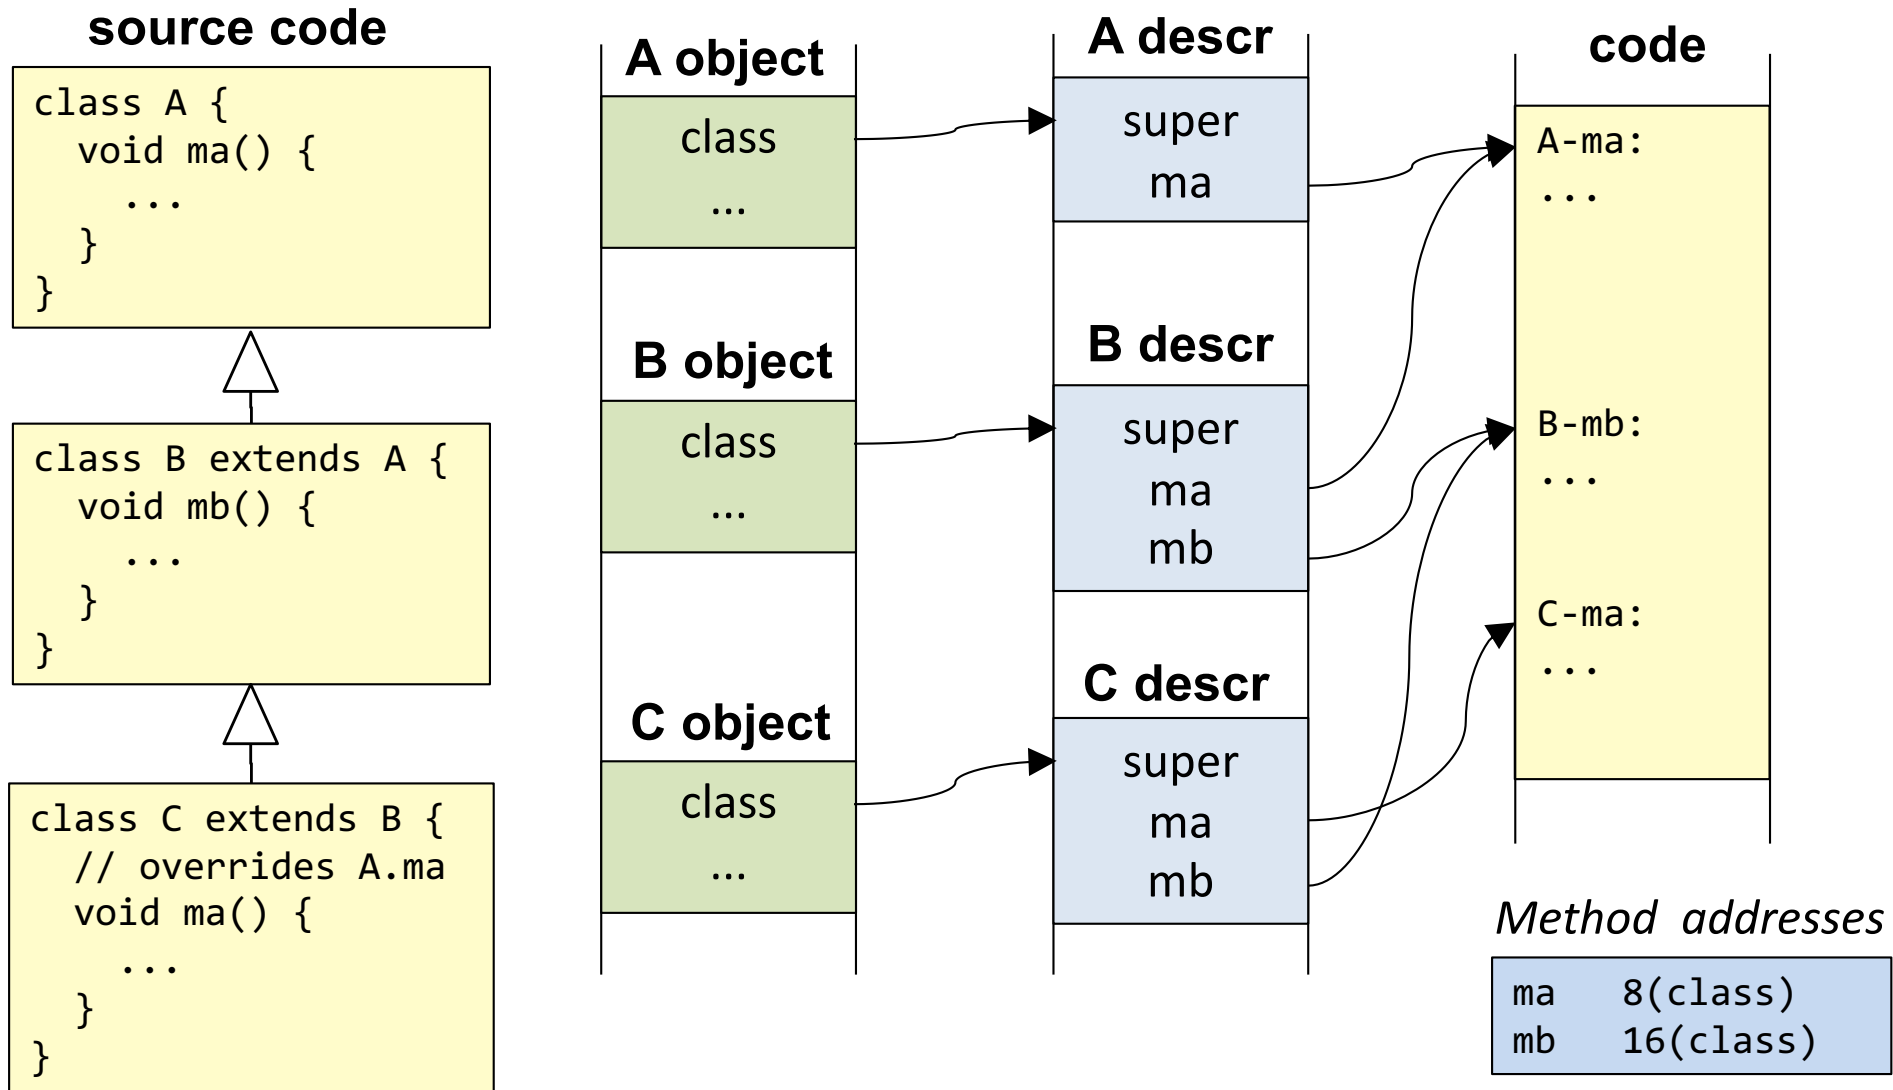 source code
class A {
  void ma() {
    ...
  }
}
class B extends A {
  void mb() {
    ...
  }
}
class C extends B {
  // overrides A.ma
  void ma() {
    ...
  }
}
A object
class
...
B object
class
...
C object
class
...
A descr
super
ma
B descr
super
ma
mb
C descr
super
ma
mb
code
A-ma:
...
B-mb:
...
C-ma:
...
Method addresses
ma   8(class)
mb   16(class)